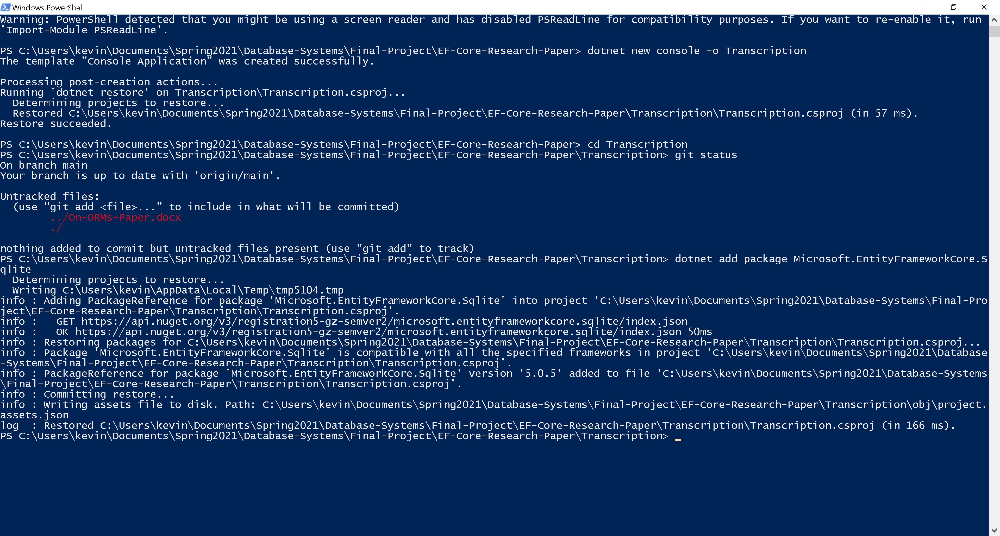 Windows PowerShell
Warning: PowerShell detected that you might be using a screen reader and has disabled PSReadLine for compatibility purposes. If you want to re-enable it, run
'Import-Module PSReadLine'.
PS C:\Users\kevin\Documents\Spring2021\Database-Systems\Final-Project\EF-Core-Research-Paper> dotnet new console -o Transcription
The template "Console Application" was created successfully.
Processing post-creation actions...
Running 'dotnet restore' on Transcription\Transcription.csproj...
  Determining projects to restore...
  Restored C:\Users\kevin\Documents\Spring2021\Database-Systems\Final-Project\EF-Core-Research-Paper\Transcription\Transcription.csproj (in 57 ms).
Restore succeeded.
PS C:\Users\kevin\Documents\Spring2021\Database-Systems\Final-Project\EF-Core-Research-Paper> cd Transcription
PS C:\Users\kevin\Documents\Spring2021\Database-Systems\Final-Project\EF-Core-Research-Paper\Transcription> git status
On branch main
Your branch is up to date with 'origin/main'.
Untracked files:
  (use "git add <file>..." to include in what will be committed)
        ../On-ORMs-Paper.docx
        ./
nothing added to commit but untracked files present (use "git add" to track)
PS C:\Users\kevin\Documents\Spring2021\Database-Systems\Final-Project\EF-Core-Research-Paper\Transcription> dotnet add package Microsoft.EntityFrameworkCore.S
qlite
  Determining projects to restore...
  Writing C:\Users\kevin\AppData\Local\Temp\tmp5104.tmp
info : Adding PackageReference for package 'Microsoft.EntityFrameworkCore.Sqlite' into project 'C:\Users\kevin\Documents\Spring2021\Database-Systems\Final-Pro
ject\EF-Core-Research-Paper\Transcription\Transcription.csproj'.
info :   GET https://api.nuget.org/v3/registration5-gz-semver2/microsoft.entityframeworkcore.sqlite/index.json
info :   OK https://api.nuget.org/v3/registration5-gz-semver2/microsoft.entityframeworkcore.sqlite/index.json 50ms
info : Restoring packages for C:\Users\kevin\Documents\Spring2021\Database-Systems\Final-Project\EF-Core-Research-Paper\Transcription\Transcription.csproj...
info : Package 'Microsoft.EntityFrameworkCore.Sqlite' is compatible with all the specified frameworks in project 'C:\Users\kevin\Documents\Spring2021\Database
-Systems\Final-Project\EF-Core-Research-Paper\Transcription\Transcription.csproj'.
info : PackageReference for package 'Microsoft.EntityFrameworkCore.Sqlite' version '5.0.5' added to file 'C:\Users\kevin\Documents\Spring2021\Database-Systems
\Final-Project\EF-Core-Research-Paper\Transcription\Transcription.csproj'.
info : Committing restore...
info : Writing assets file to disk. Path: C:\Users\kevin\Documents\Spring2021\Database-Systems\Final-Project\EF-Core-Research-Paper\Transcription\obj\project.
assets.json
log  : Restored C:\Users\kevin\Documents\Spring2021\Database-Systems\Final-Project\EF-Core-Research-Paper\Transcription\Transcription.csproj (in 166 ms).
PS C:\Users\kevin\Documents\Spring2021\Database-Systems\Final-Project\EF-Core-Research-Paper\Transcription>